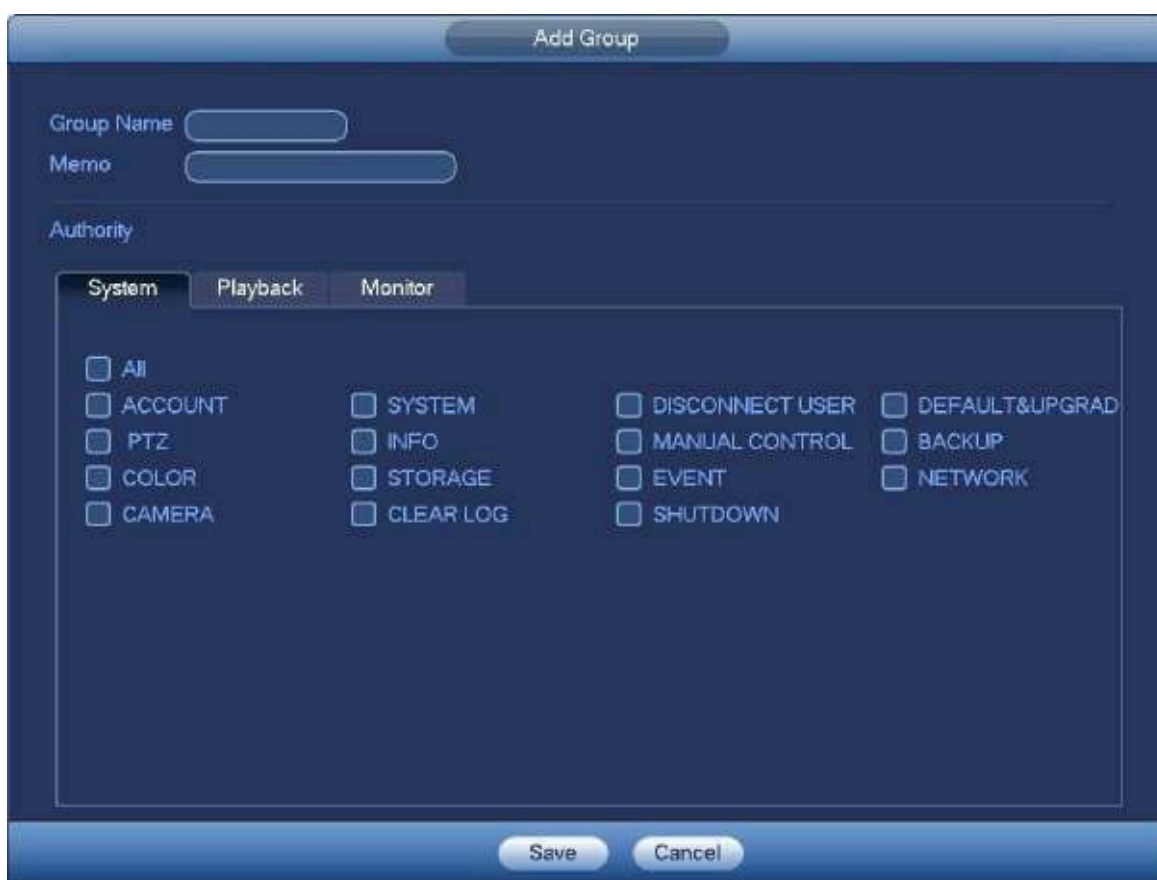 Add Group
Group Name
Memo
Authority
System Playback Monitor
All
ACCOUNT SYSTEM DISCONNECT USER DEFAULT&UPGRAD
PTZ INFO MANUAL CONTROL BACKUP
COLOR STORAGE EVENT NETWORK
CAMERA CLEAR LOG SHUTDOWN
Save Cancel